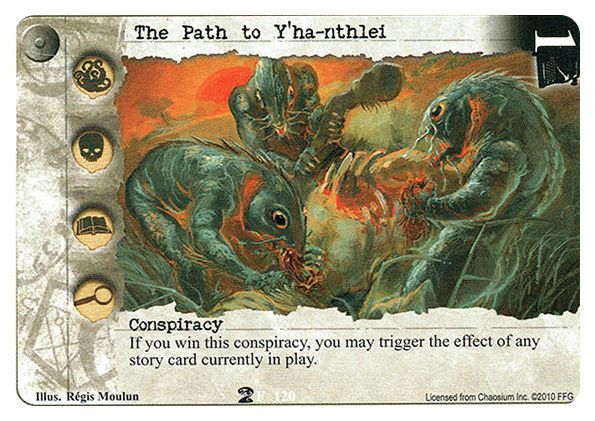 The Path to Y'ha-nthlei
1
Conspiracy
If you win this conspiracy, you may trigger the effect of any
story card currently in play.
Illus. Régis Moulun
F 120
Licensed from Chaosium Inc. ©2010 FFG